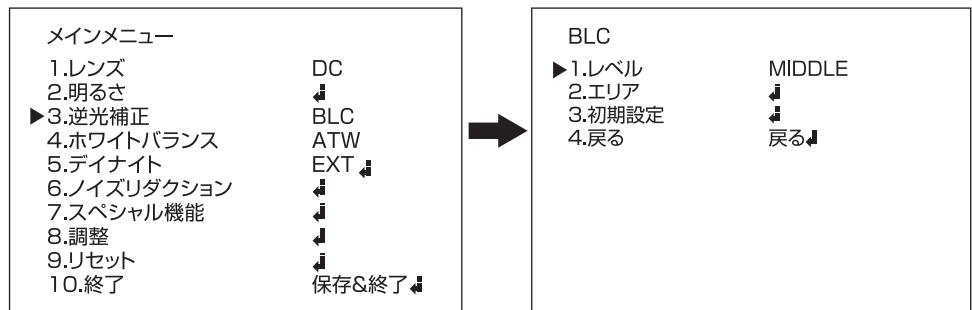 メインメニュー
1.レンズ DC
2.明るさ ↲
▶3.逆光補正 BLC
4.ホワイトバランス ATW
5.デイナイト EXT ↲
6.ノイズリダクション ↲
7.スペシャル機能 ↲
8.調整 ↲
9.リセット ↲
10.終了 保存&終了↲
BLC
▶1.レベル MIDDLE
2.エリア ↲
3.初期設定 ↲
4.戻る 戻る↲